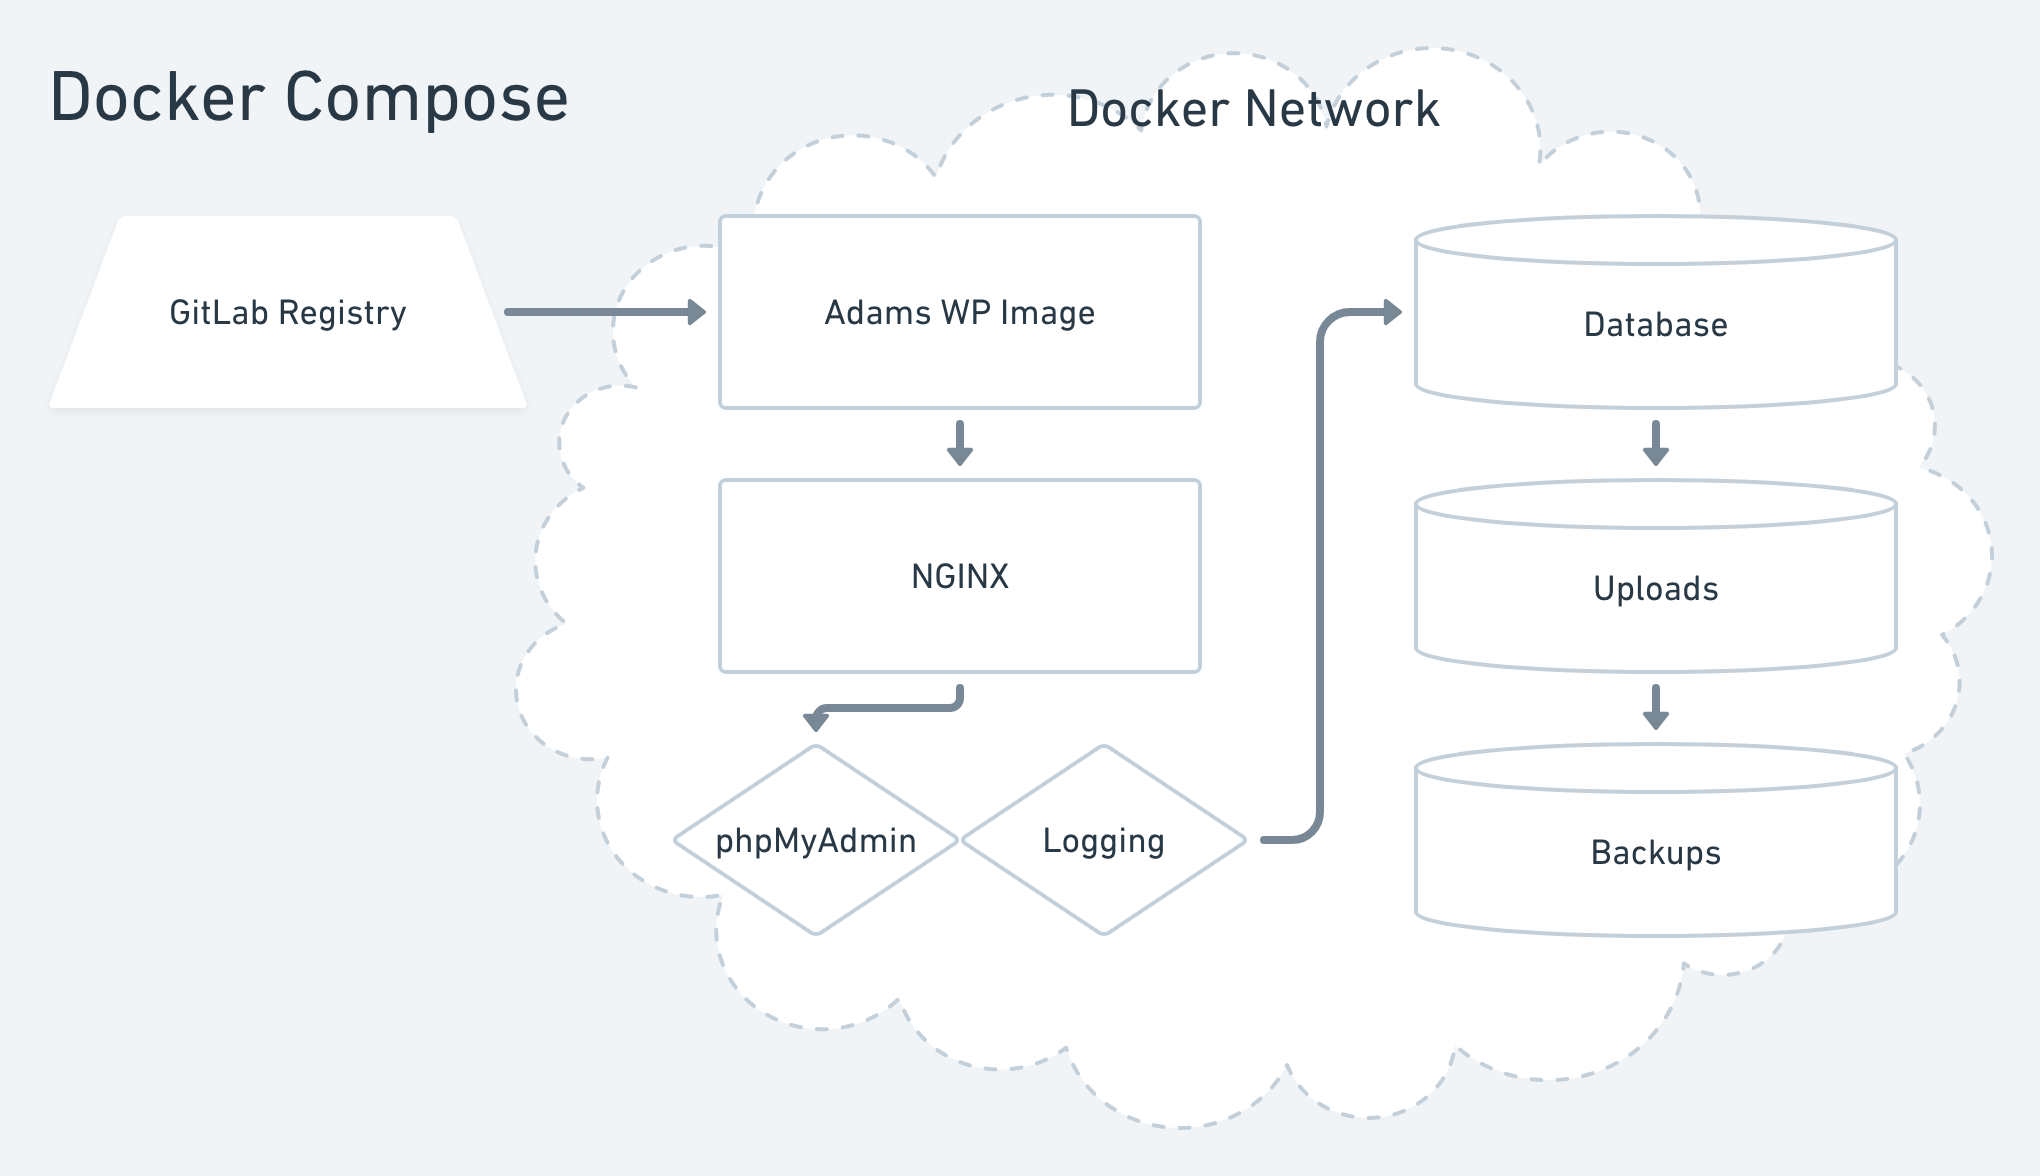 Docker Compose
Docker Network
GitLab Registry
Adams WP Image
NGINX
phpMyAdmin
Logging
Database
Uploads
Backups